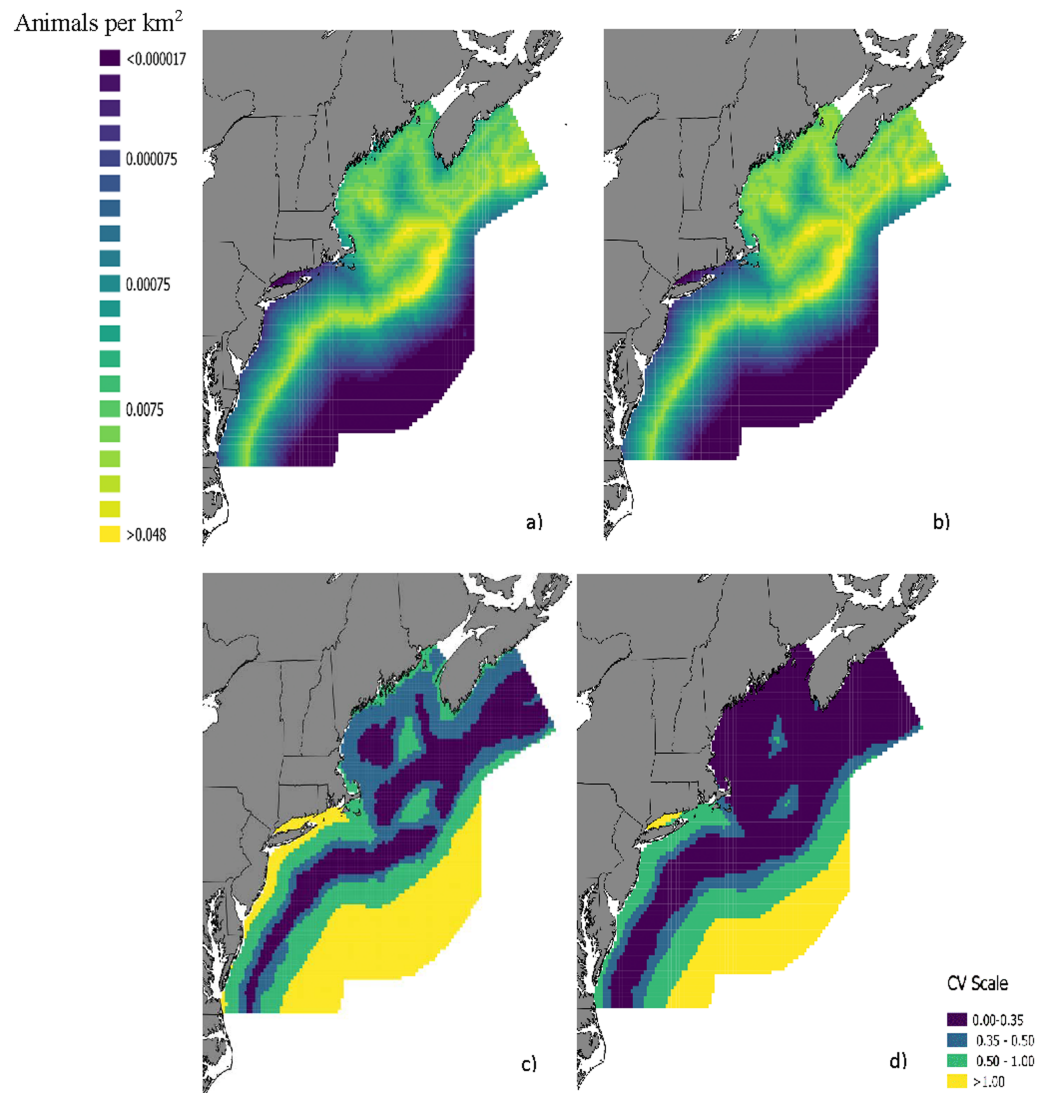 Animals per km²
<0.000017
0.000075
0.00075
0.0075
>0.048
a)
b)
c)
d)
CV Scale
0.00-0.35
0.35 - 0.50
0.50 - 1.00
>1.00